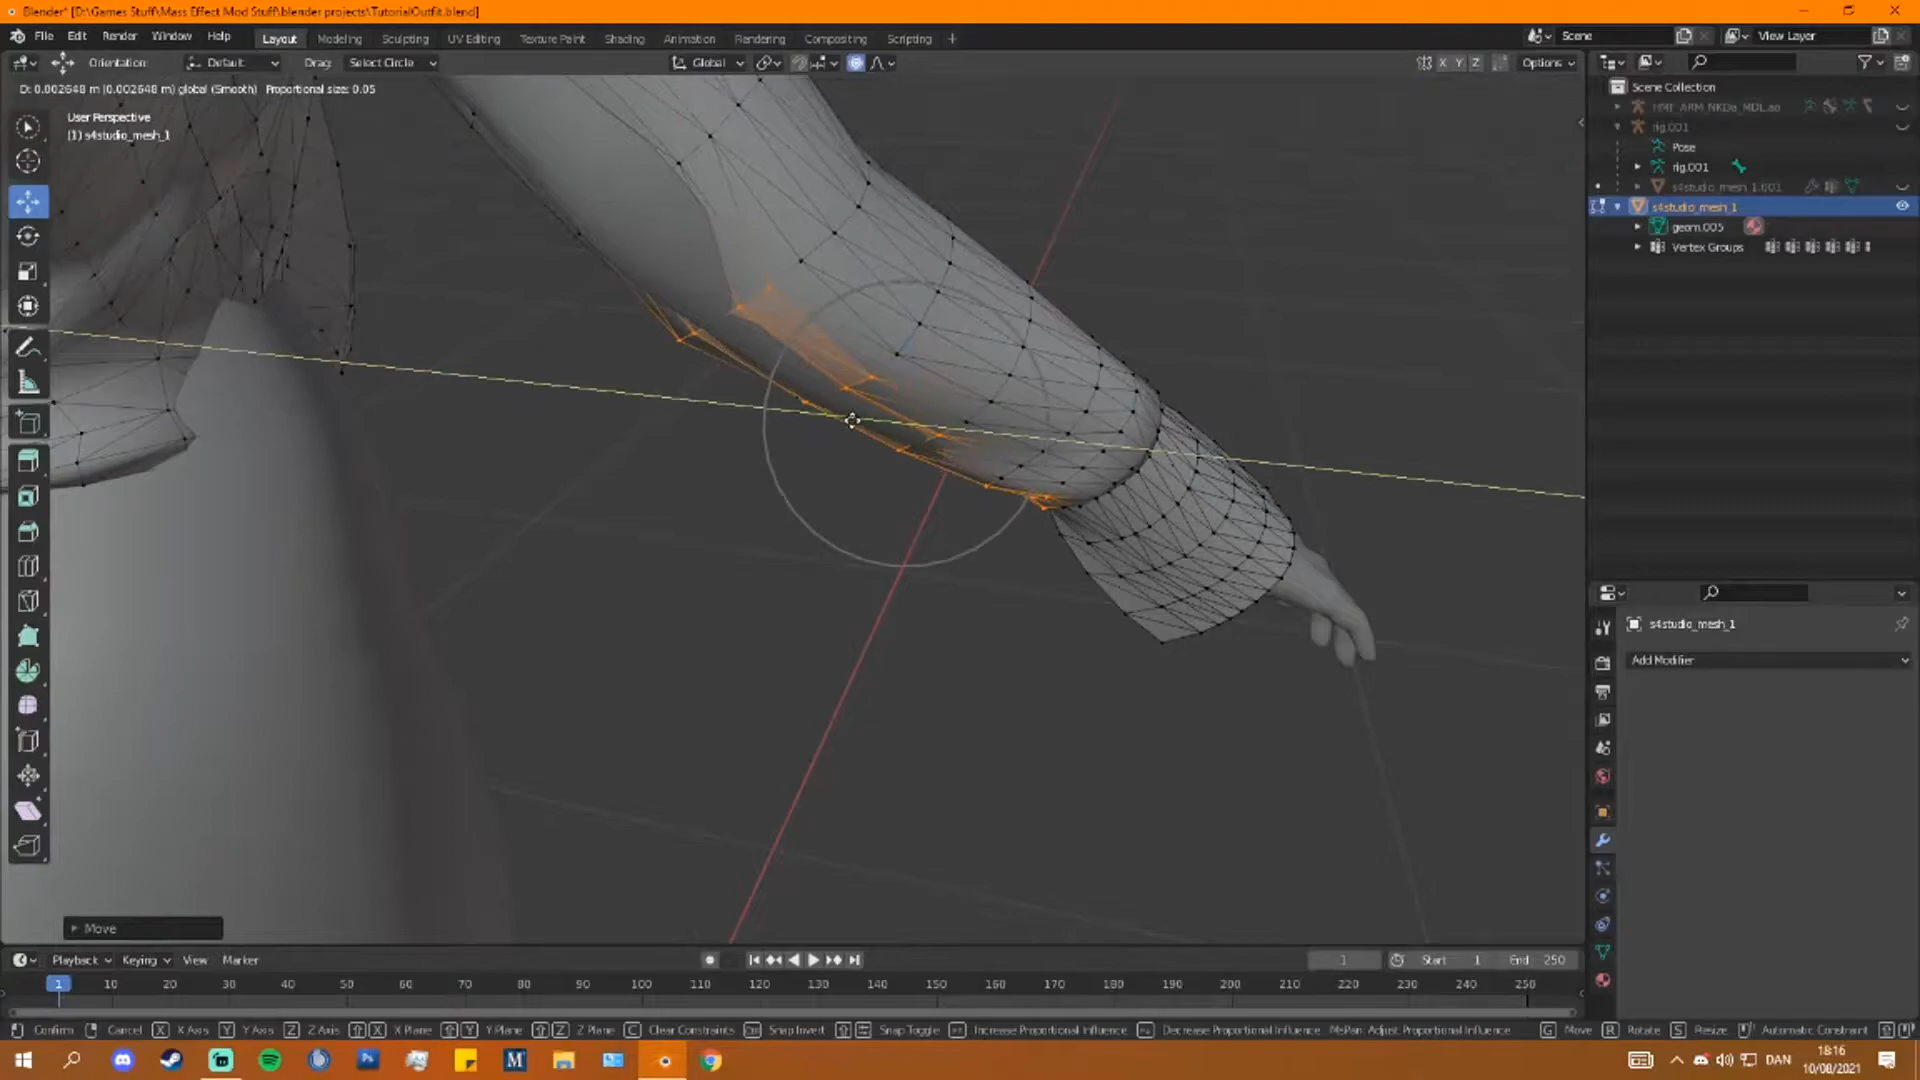 Blender* [D:\Games Stuff\Mass Effect Mod Stuff\blender projects\TutorialOutfit.blend]
File Edit Render Window Help Layout Modeling Sculpting UV Editing Texture Paint Shading Animation Rendering Compositing Scripting + Scene View Layer
Orientation: Default Drag: Select Circle Global X Y Z Options
D: 0.002648 m (0.002648 m) global (Smooth) Proportional size: 0.05
User Perspective
(1) s4studio_mesh_1
Scene Collection
HMF_ARM_NKDa_MDL.ao
rig.001
Pose
rig.001
s4studio_mesh_1.001
s4studio_mesh_1
geom.005
Vertex Groups
s4studio_mesh_1
Add Modifier
Move
Playback Keying View Marker 1 Start 1 End 250
1 10 20 30 40 50 60 70 80 90 100 110 120 130 140 150 160 170 180 190 200 210 220 230 240 250
Confirm Cancel X X Axis Y Y Axis Z Z Axis X X Plane Y Y Plane Z Z Plane C Clear Constraints Snap Invert Snap Toggle Increase Proportional Influence Decrease Proportional Influence MsPan: Adjust Proportional Influence G Move R Rotate S Resize Automatic Constraint
DAN 18:16
10/08/2021